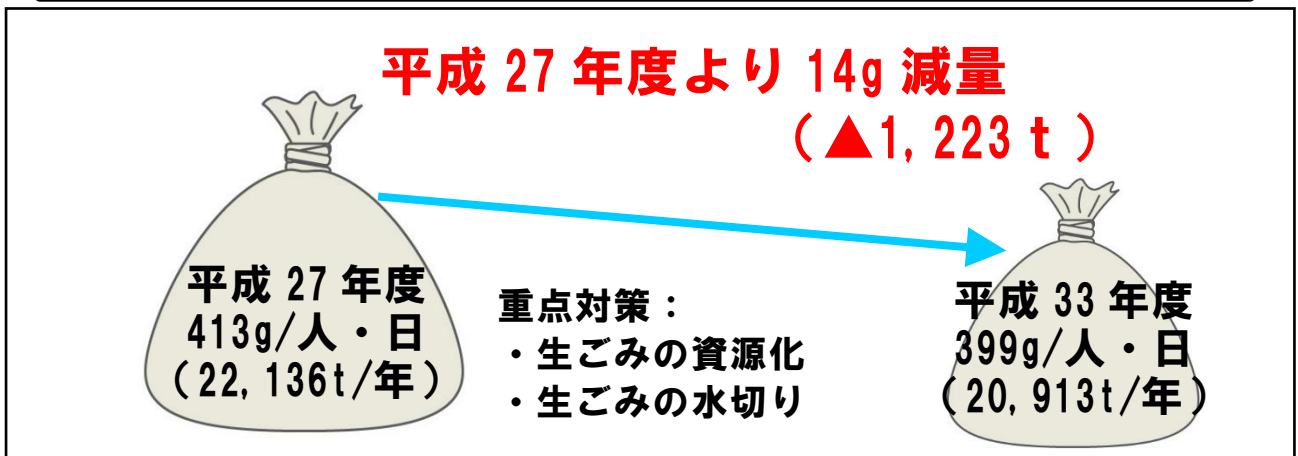 平成 27 年度より 14g 減量
（▲1,223 t ）
平成 27 年度
413g/人・日
（22,136t/年）
重点対策：
・生ごみの資源化
・生ごみの水切り
平成 33 年度
399g/人・日
（20,913t/年）